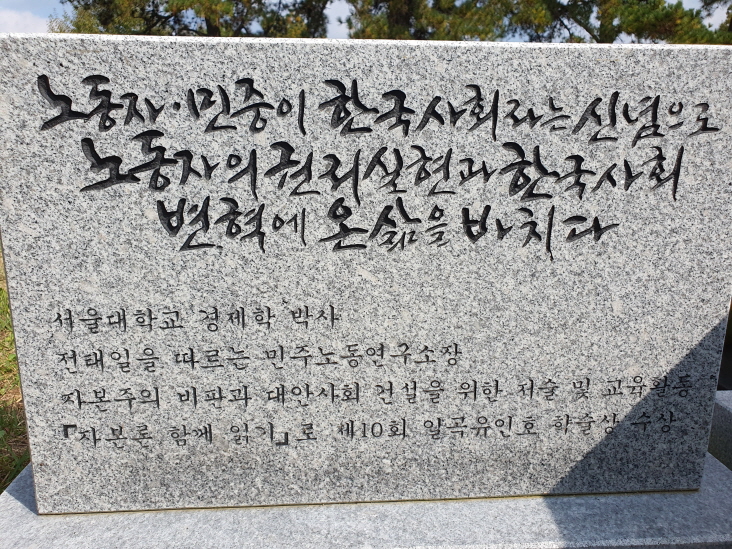 노동자·민중이 한국사회라는 신념으로
노동자의 권리실현과 한국사회
변혁에 온삶을 바치다
서울대학교 경제학 박사
전태일을 따르는 민주노동연구소장
자본주의 비판과 대안사회 건설을 위한 저술 및 교육활동
『자본론 함께 읽기』로 제10회 일곡유인호 학술상 수상